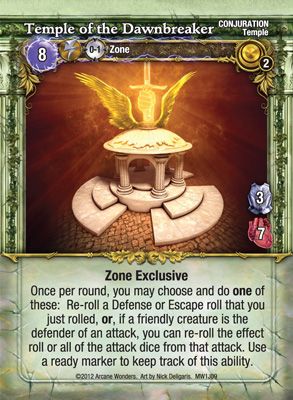 Temple of the Dawnbreaker
CONJURATION
Temple
8
0-1
Zone
2
3
7
Zone Exclusive
Once per round, you may choose and do one of
these: Re-roll a Defense or Escape roll that you
just rolled, or, if a friendly creature is the
defender of an attack, you can re-roll the effect
roll or all of the attack dice from that attack. Use
a ready marker to keep track of this ability.
©2012 Arcane Wonders. Art by Nick Deligaris. MW1J09